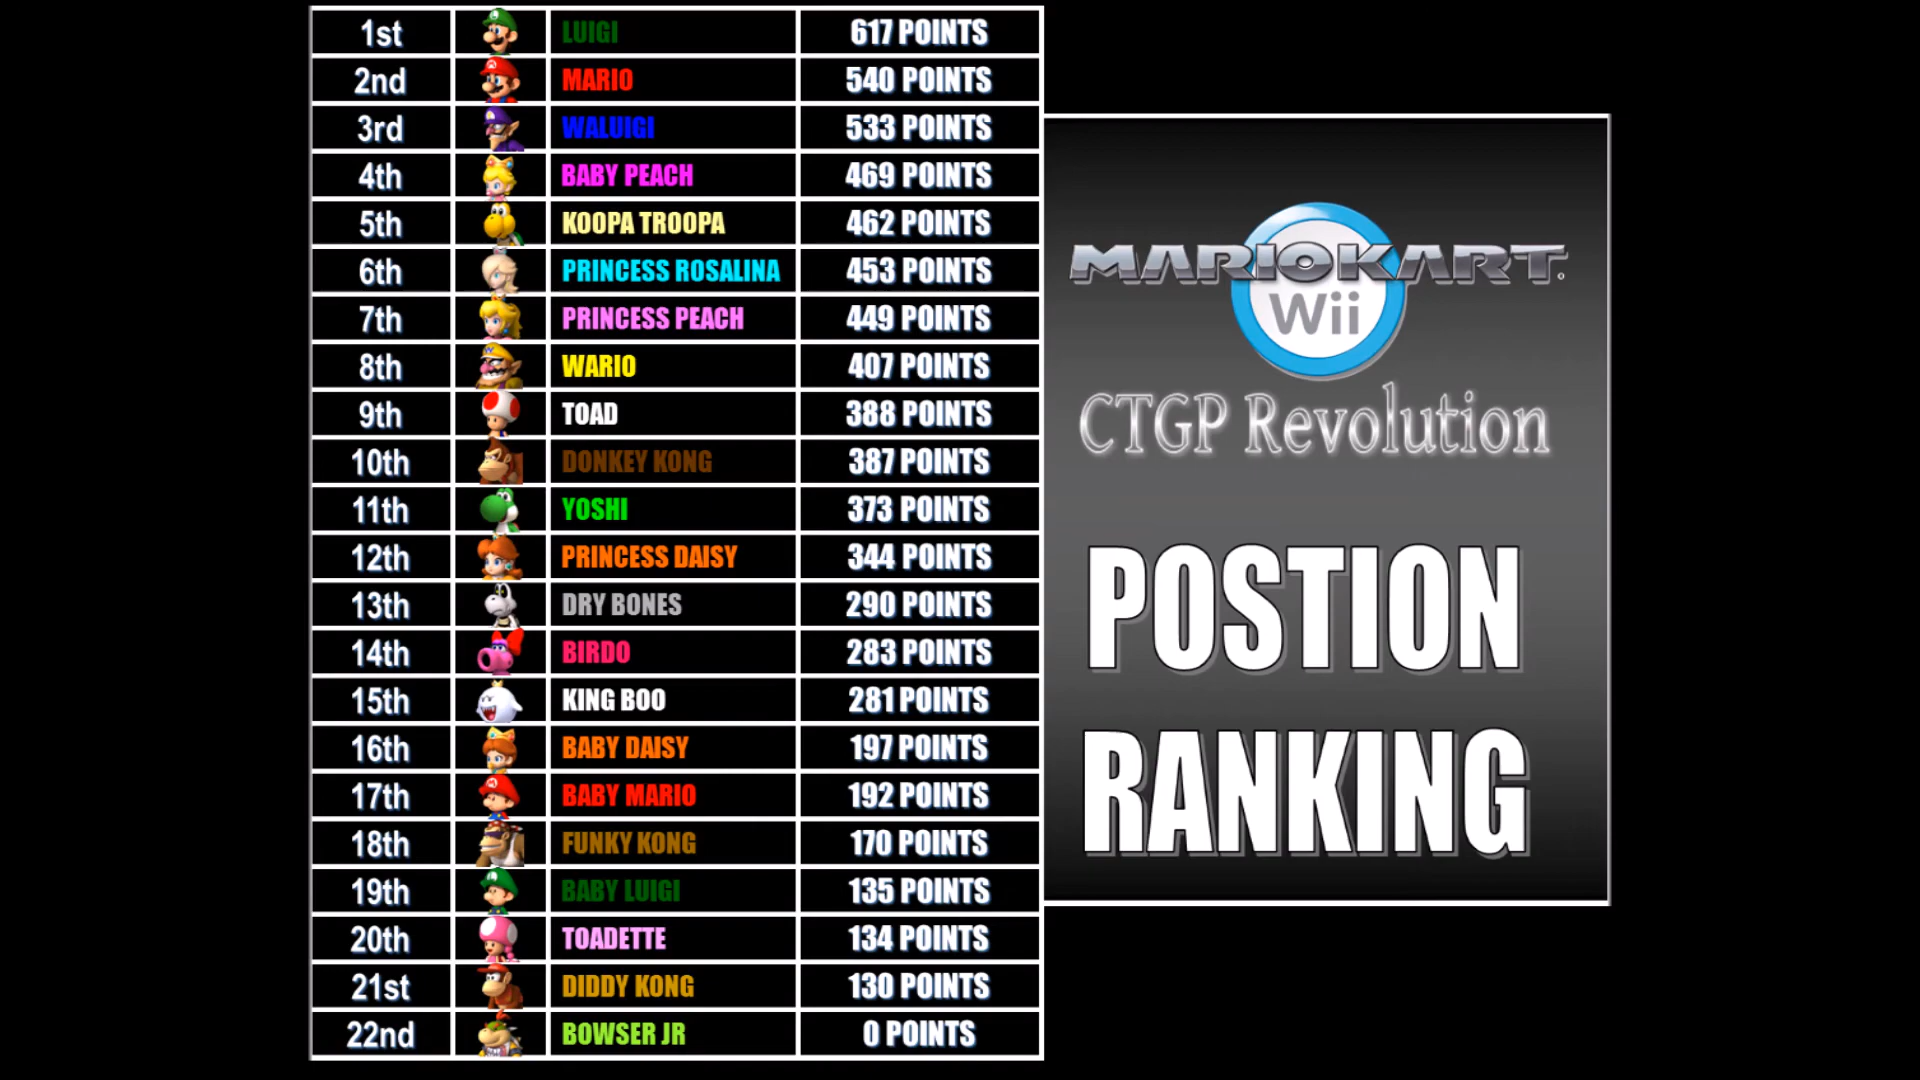 1st LUIGI 617 POINTS
2nd MARIO 540 POINTS
3rd WALUIGI 533 POINTS
4th BABY PEACH 469 POINTS
5th KOOPA TROOPA 462 POINTS
6th PRINCESS ROSALINA 453 POINTS
7th PRINCESS PEACH 449 POINTS
8th WARIO 407 POINTS
9th TOAD 388 POINTS
10th DONKEY KONG 387 POINTS
11th YOSHI 373 POINTS
12th PRINCESS DAISY 344 POINTS
13th DRY BONES 290 POINTS
14th BIRDO 283 POINTS
15th KING BOO 281 POINTS
16th BABY DAISY 197 POINTS
17th BABY MARIO 192 POINTS
18th FUNKY KONG 170 POINTS
19th BABY LUIGI 135 POINTS
20th TOADETTE 134 POINTS
21st DIDDY KONG 130 POINTS
22nd BOWSER JR 0 POINTS
MARIOKART
Wii
CTGP Revolution
POSTION
RANKING